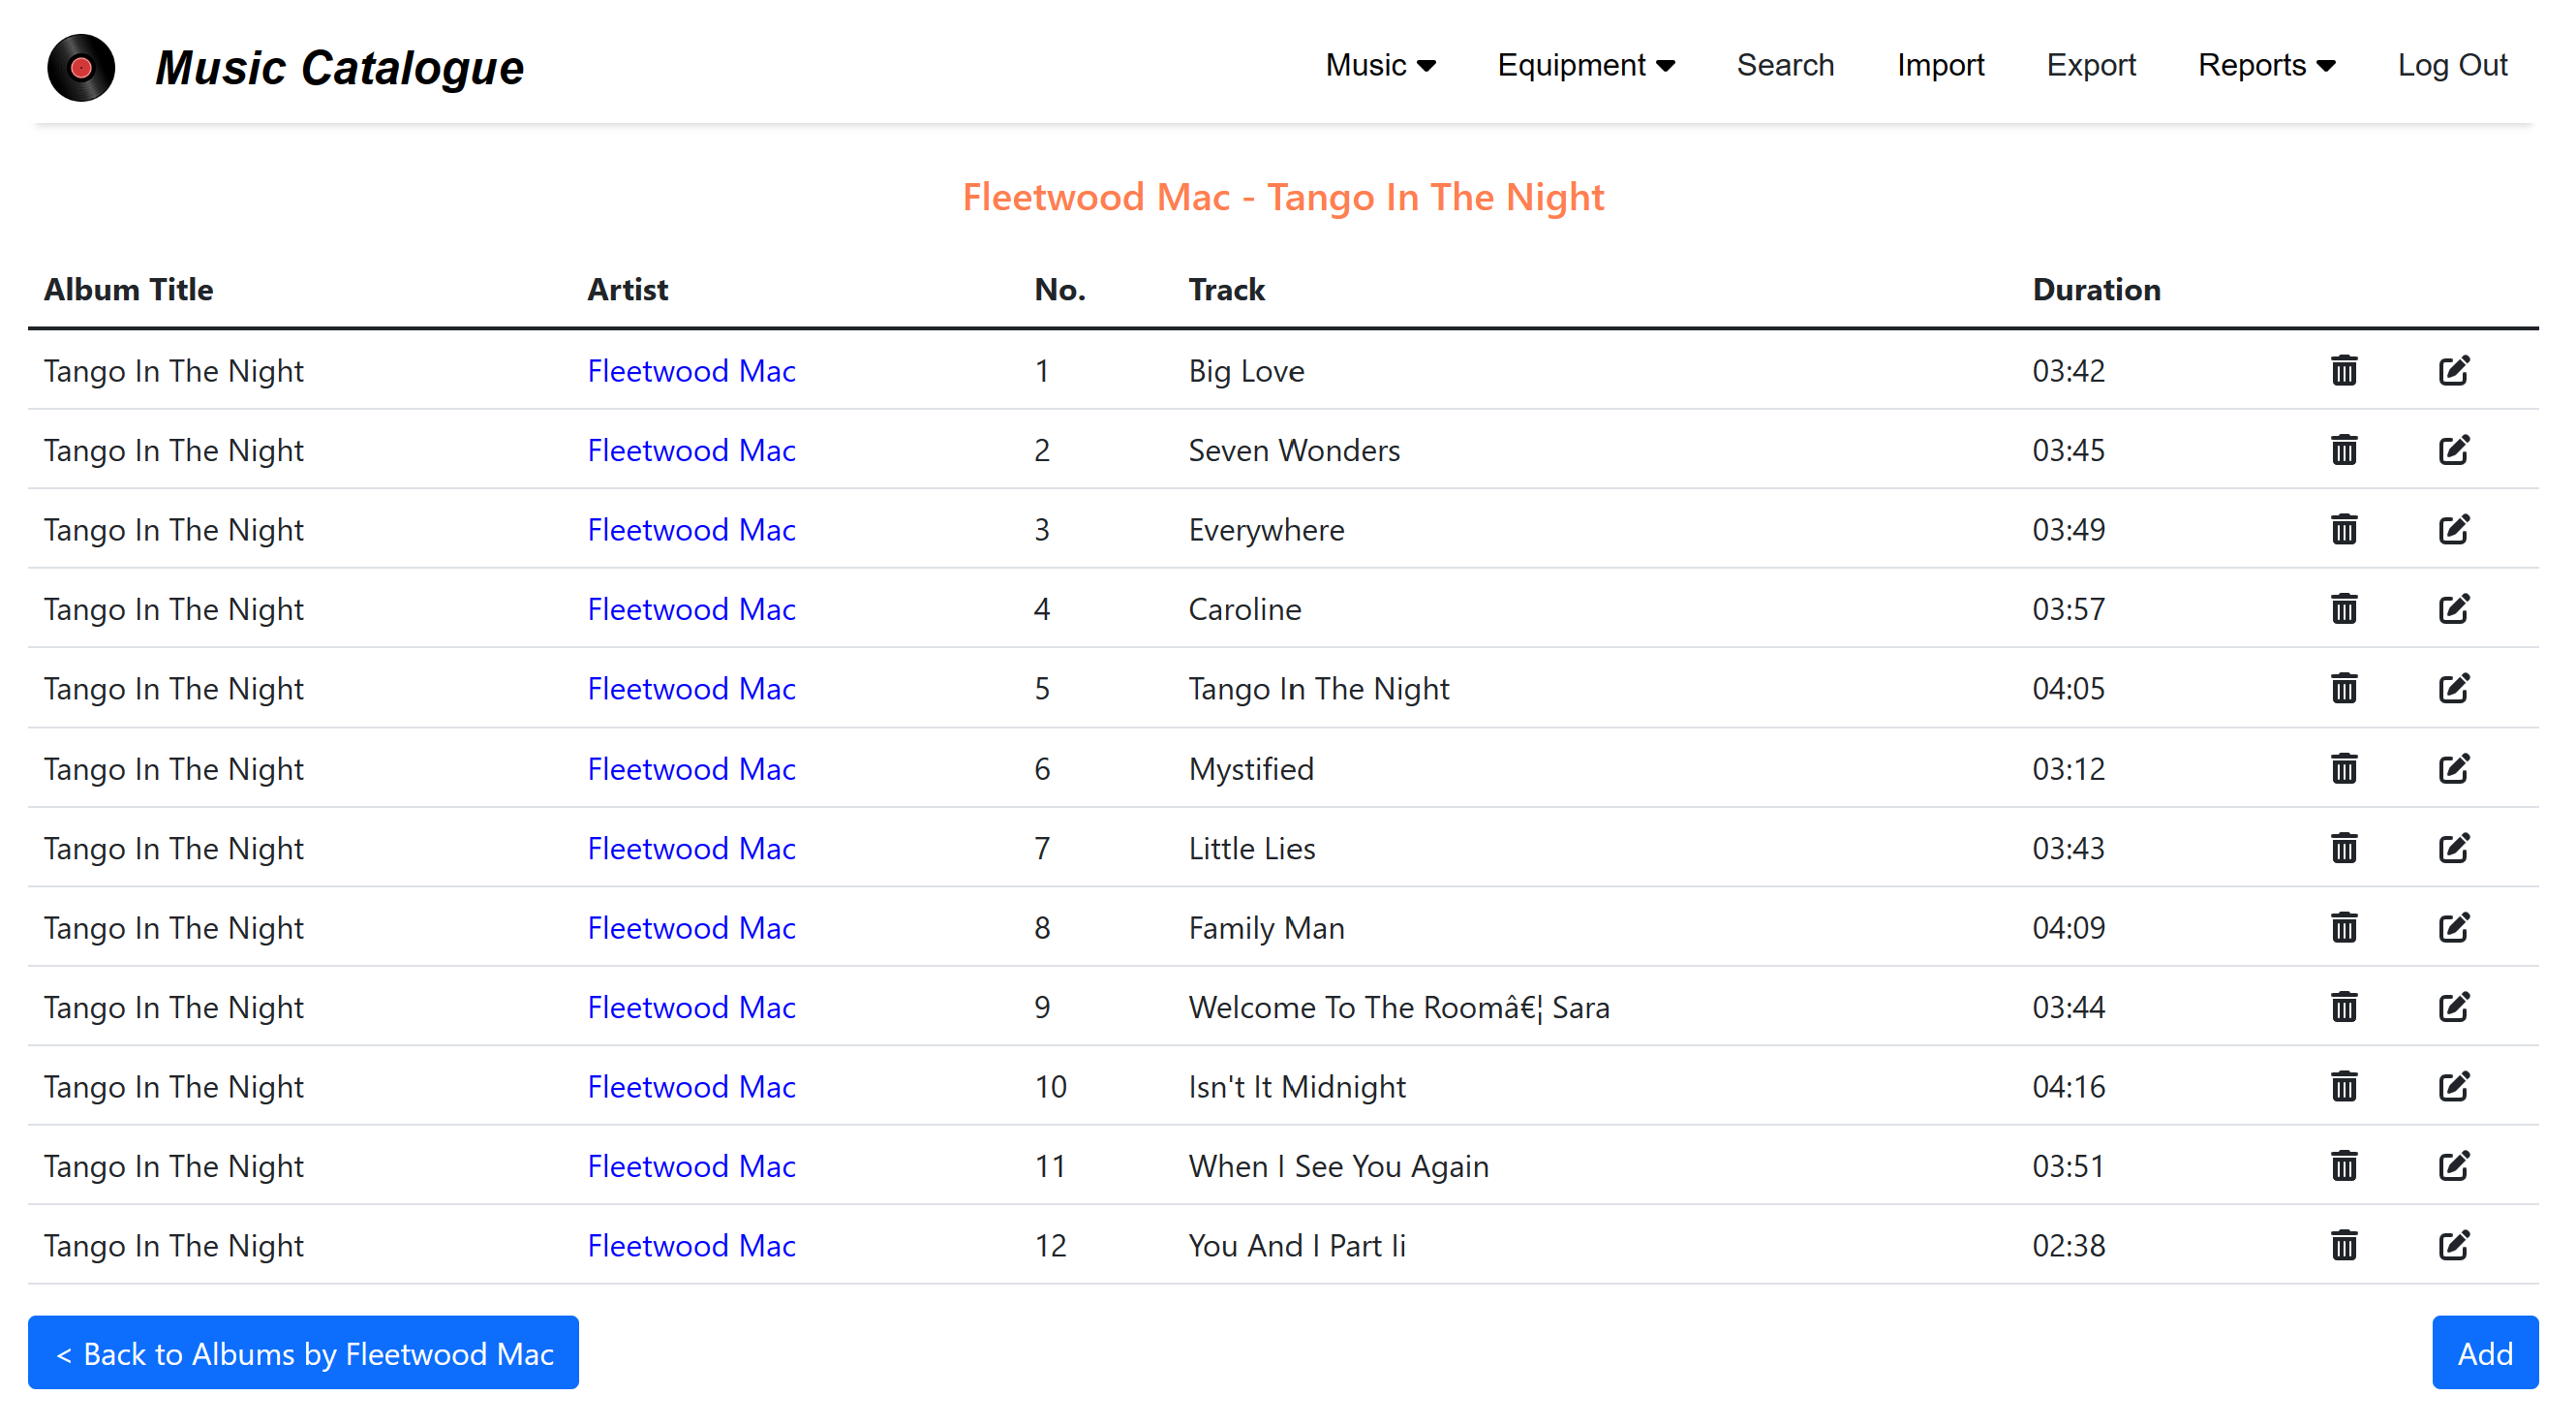 Music Catalogue Music Equipment Search Import Export Reports Log Out
Fleetwood Mac - Tango In The Night
Album Title Artist No. Track Duration
Tango In The Night Fleetwood Mac 1 Big Love 03:42
Tango In The Night Fleetwood Mac 2 Seven Wonders 03:45
Tango In The Night Fleetwood Mac 3 Everywhere 03:49
Tango In The Night Fleetwood Mac 4 Caroline 03:57
Tango In The Night Fleetwood Mac 5 Tango In The Night 04:05
Tango In The Night Fleetwood Mac 6 Mystified 03:12
Tango In The Night Fleetwood Mac 7 Little Lies 03:43
Tango In The Night Fleetwood Mac 8 Family Man 04:09
Tango In The Night Fleetwood Mac 9 Welcome To The Roomâ€¦ Sara 03:44
Tango In The Night Fleetwood Mac 10 Isn't It Midnight 04:16
Tango In The Night Fleetwood Mac 11 When I See You Again 03:51
Tango In The Night Fleetwood Mac 12 You And I Part Ii 02:38
< Back to Albums by Fleetwood Mac Add